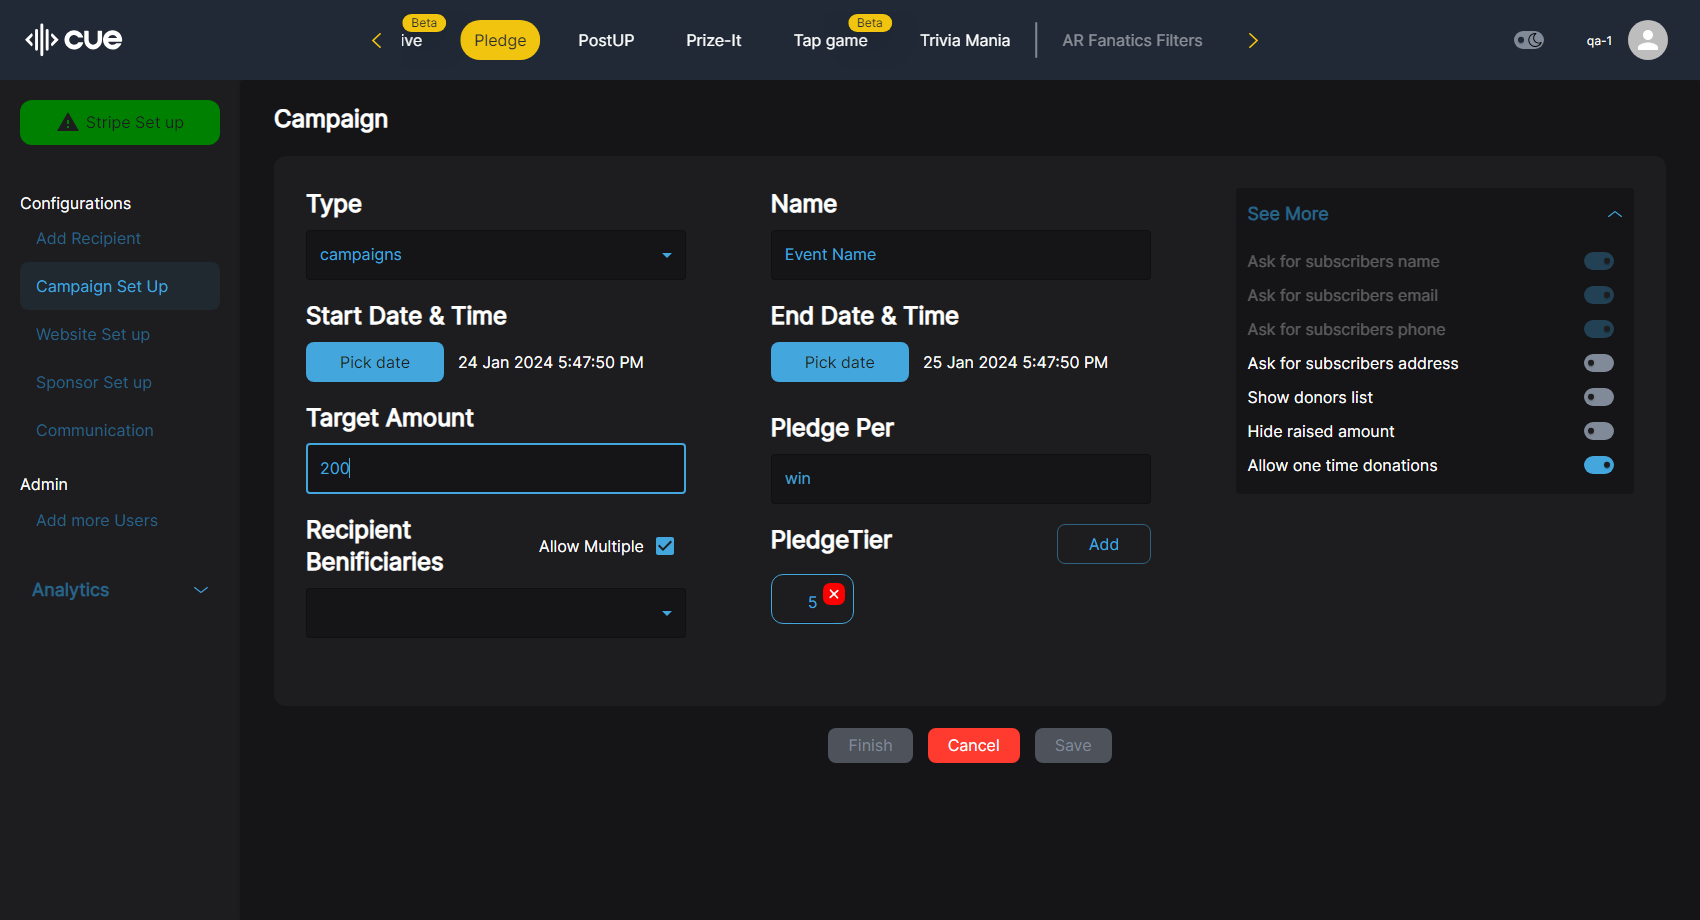 cue
Beta
ive
Pledge
PostUP
Prize-It
Beta
Tap game
Trivia Mania
AR Fanatics Filters
qa-1
Stripe Set up
Configurations
Add Recipient
Campaign Set Up
Website Set up
Sponsor Set up
Communication
Admin
Add more Users
Analytics
Campaign
Type
campaigns
Name
Event Name
Start Date & Time
Pick date
24 Jan 2024 5:47:50 PM
End Date & Time
Pick date
25 Jan 2024 5:47:50 PM
Target Amount
200
Pledge Per
win
Recipient
Benificiaries
Allow Multiple
PledgeTier
Add
5
See More
Ask for subscribers name
Ask for subscribers email
Ask for subscribers phone
Ask for subscribers address
Show donors list
Hide raised amount
Allow one time donations
Finish
Cancel
Save